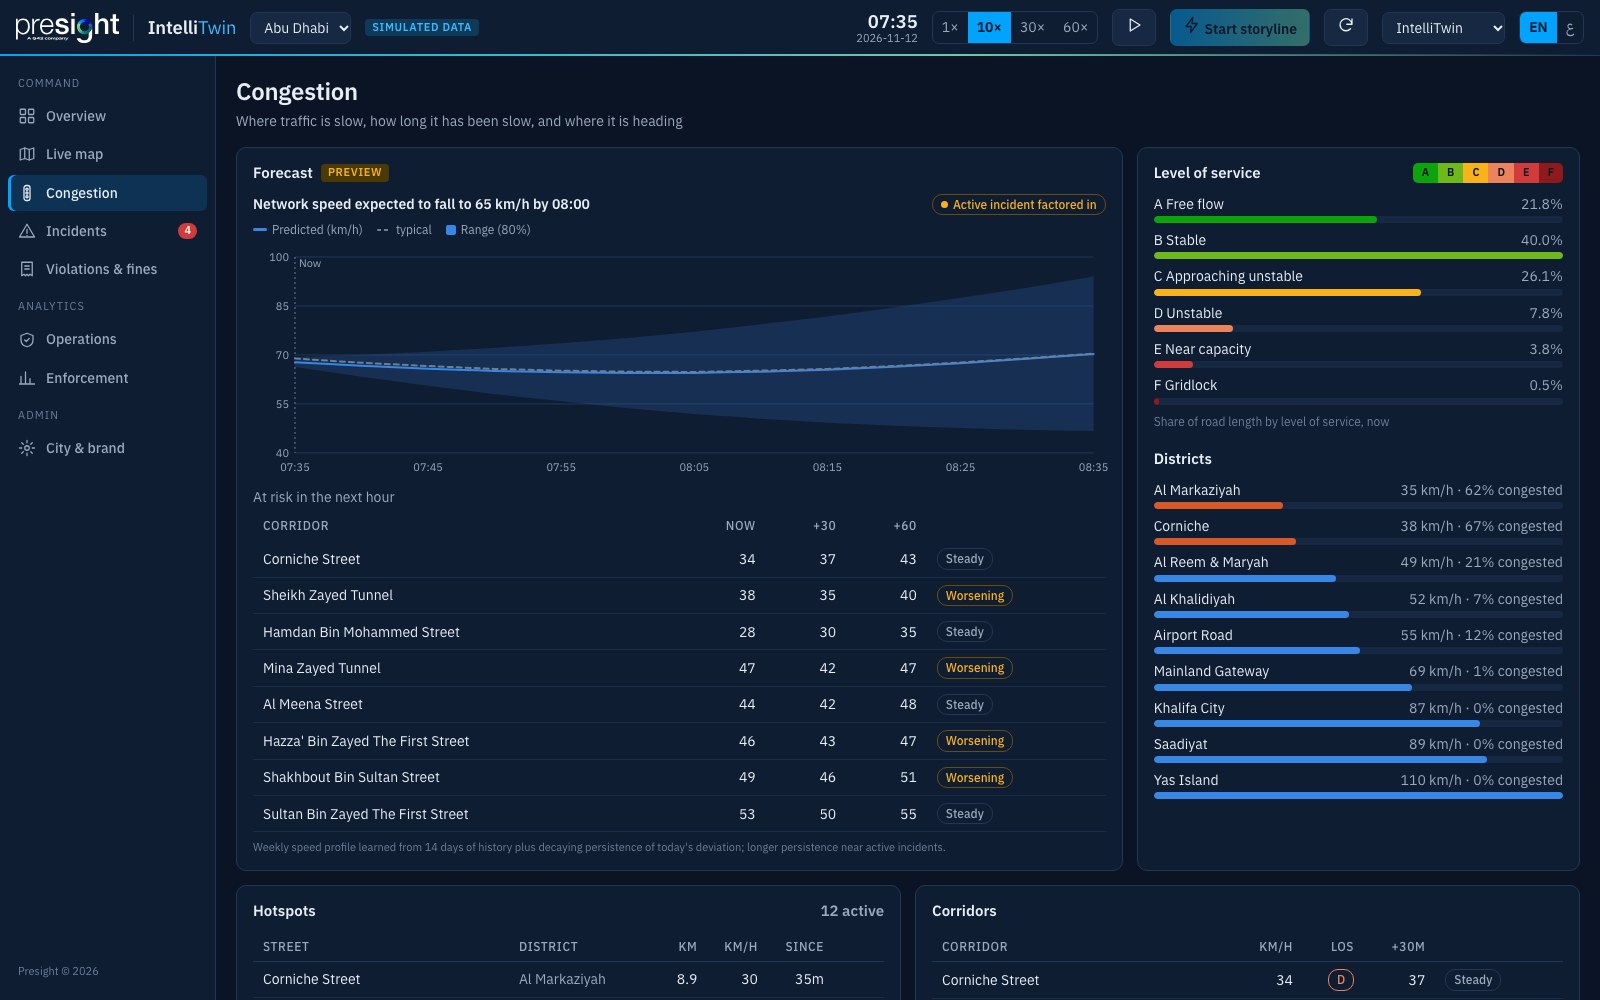 presight
A G42 company
IntelliTwin
Abu Dhabi
SIMULATED DATA
07:35
2026-11-12
1× 10× 30× 60×
Start storyline
IntelliTwin
EN ع
COMMAND
Overview
Live map
Congestion
Incidents 4
Violations & fines
ANALYTICS
Operations
Enforcement
ADMIN
City & brand
Presight © 2026
Congestion
Where traffic is slow, how long it has been slow, and where it is heading
Forecast PREVIEW
Network speed expected to fall to 65 km/h by 08:00
Active incident factored in
Predicted (km/h) typical Range (80%)
100
Now
85
70
55
40
07:35 07:45 07:55 08:05 08:15 08:25 08:35
At risk in the next hour
CORRIDOR NOW +30 +60
Corniche Street 34 37 43 Steady
Sheikh Zayed Tunnel 38 35 40 Worsening
Hamdan Bin Mohammed Street 28 30 35 Steady
Mina Zayed Tunnel 47 42 47 Worsening
Al Meena Street 44 42 48 Steady
Hazza' Bin Zayed The First Street 46 43 47 Worsening
Shakhbout Bin Sultan Street 49 46 51 Worsening
Sultan Bin Zayed The First Street 53 50 55 Steady
Weekly speed profile learned from 14 days of history plus decaying persistence of today's deviation; longer persistence near active incidents.
Level of service A B C D E F
A Free flow 21.8%
B Stable 40.0%
C Approaching unstable 26.1%
D Unstable 7.8%
E Near capacity 3.8%
F Gridlock 0.5%
Share of road length by level of service, now
Districts
Al Markaziyah 35 km/h · 62% congested
Corniche 38 km/h · 67% congested
Al Reem & Maryah 49 km/h · 21% congested
Al Khalidiyah 52 km/h · 7% congested
Airport Road 55 km/h · 12% congested
Mainland Gateway 69 km/h · 1% congested
Khalifa City 87 km/h · 0% congested
Saadiyat 89 km/h · 0% congested
Yas Island 110 km/h · 0% congested
Hotspots 12 active
STREET DISTRICT KM KM/H SINCE
Corniche Street Al Markaziyah 8.9 30 35m
Corridors
CORRIDOR KM/H LOS +30M
Corniche Street 34 D 37 Steady